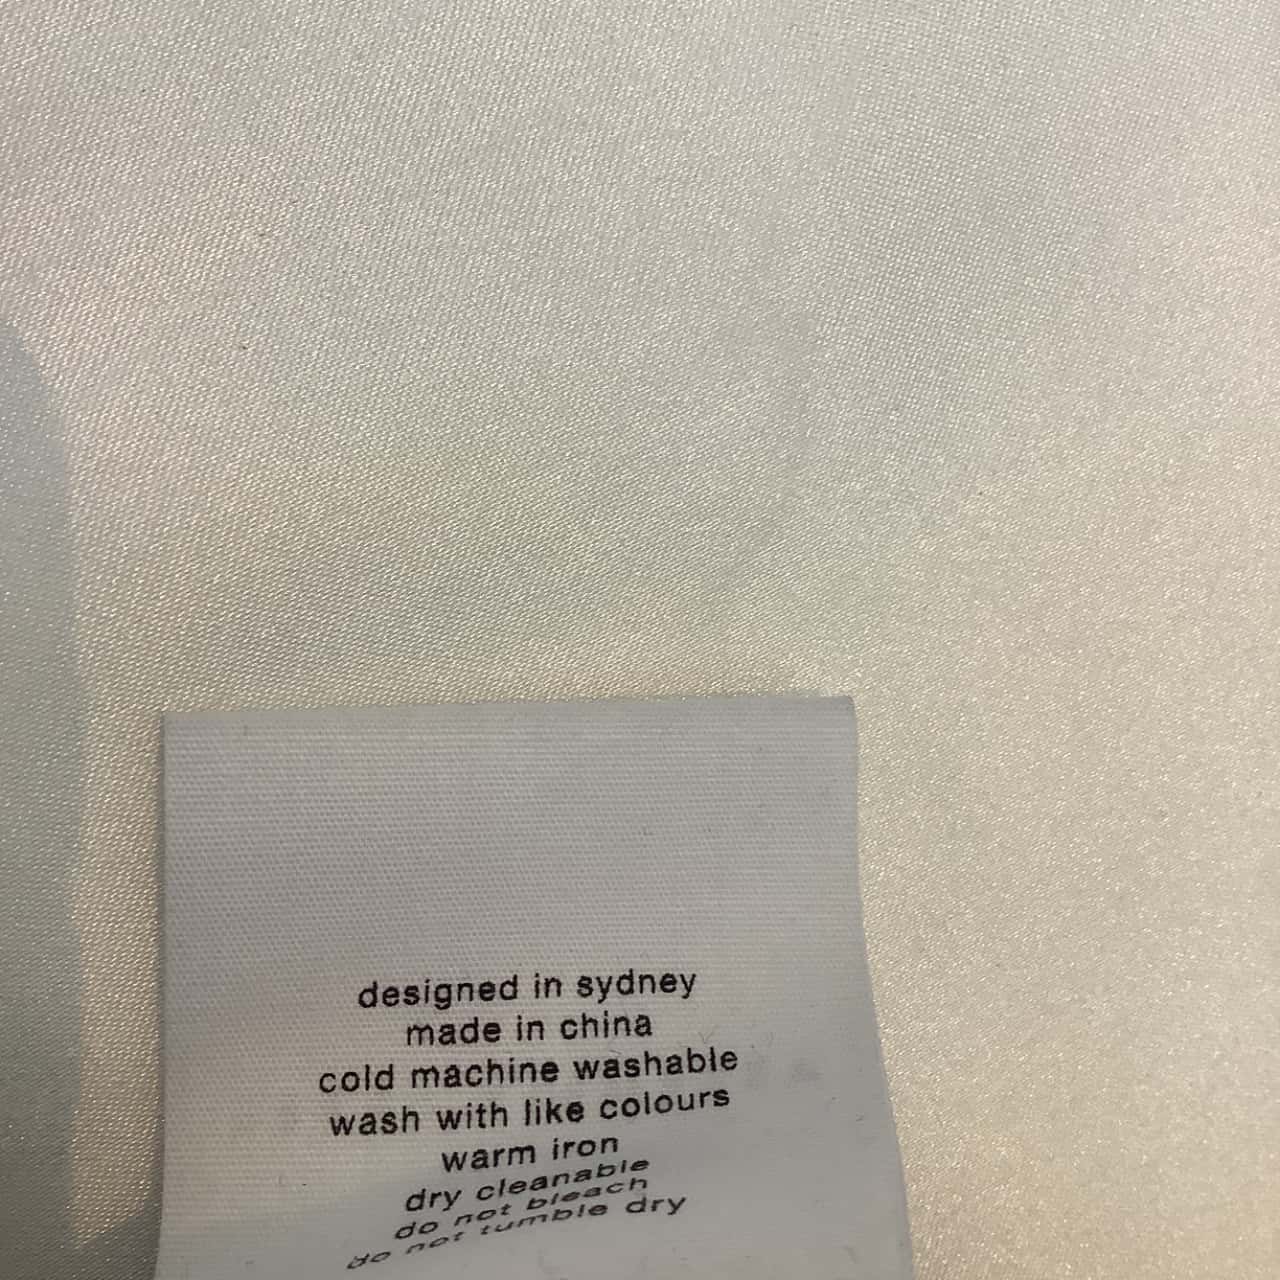 designed in sydney
made in china
cold machine washable
wash with like colours
warm iron
dry cleanable
do not bleach
do not tumble dry